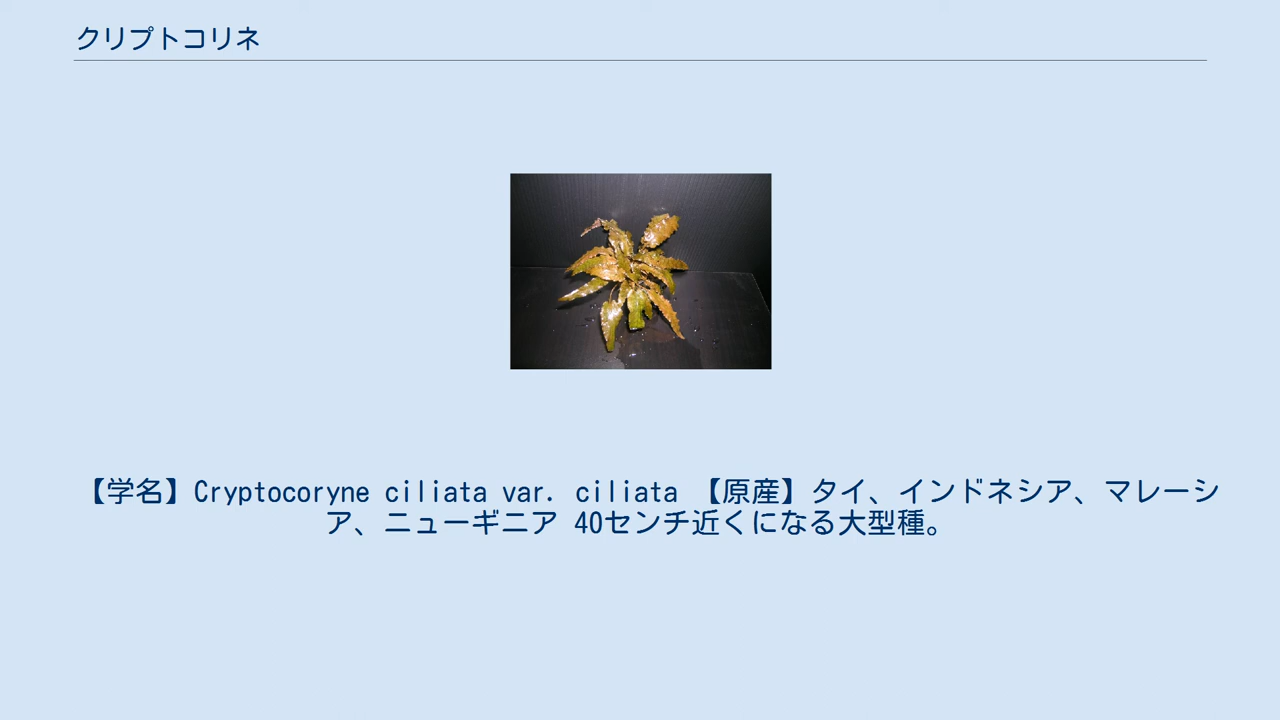 クリプトコリネ
【学名】Cryptocoryne ciliata var. ciliata 【原産】タイ、インドネシア、マレーシ
ア、ニューギニア 40センチ近くになる大型種。